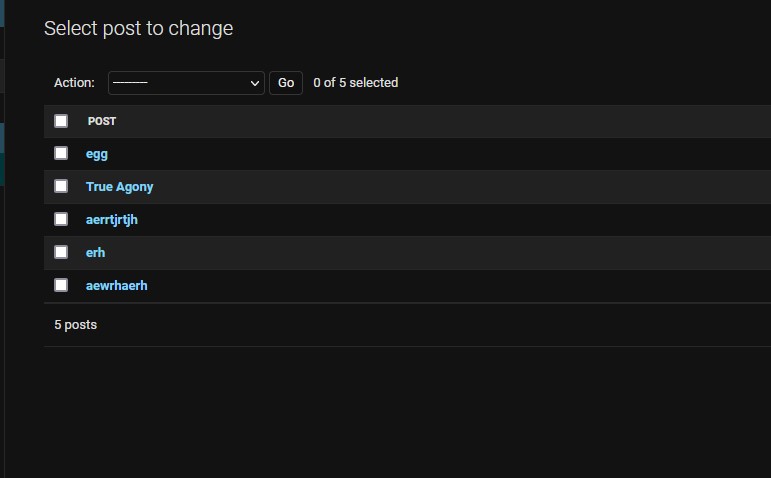 Select post to change
Action: --------- Go 0 of 5 selected
POST
egg
True Agony
aerrtjrtjh
erh
aewrhaerh
5 posts